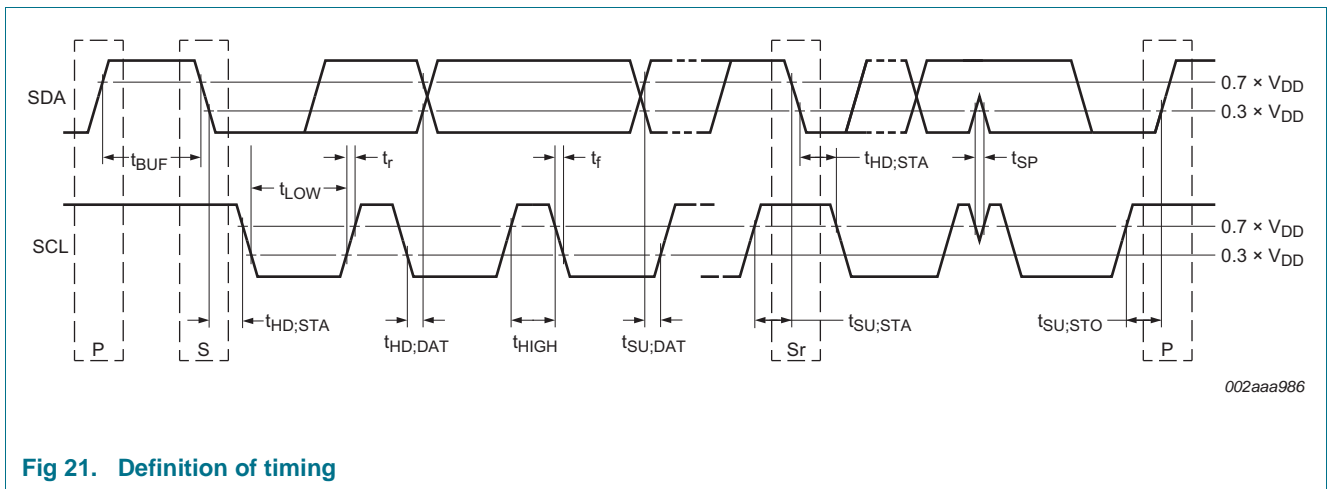 SDA
0.7 × VDD
0.3 × VDD
tBUF
tr
tf
tHD;STA
tSP
tLOW
SCL
0.7 × VDD
0.3 × VDD
tHD;STA
tHD;DAT
tHIGH
tSU;DAT
tSU;STA
tSU;STO
P
S
Sr
P
002aaa986
Fig 21. Definition of timing